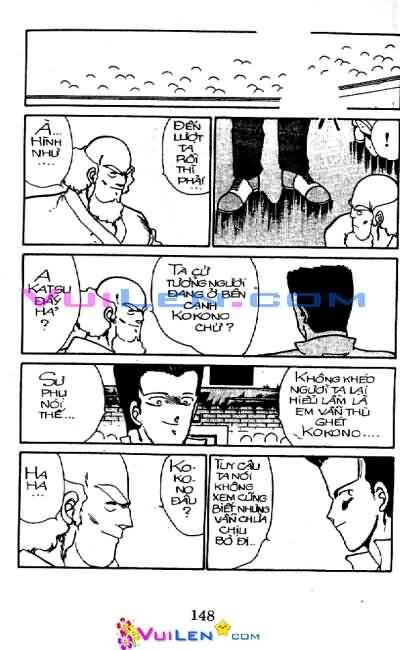 ĐẾN
LƯỢT
TA
RỒI
THÌ
PHẢI
À...
HÌNH
NHƯ
....
!
TA CỨ
TƯỞNG NGƯƠI
ĐANG Ở BÊN
CẠNH
KOKONO
CHỨ?
A
KATSU
ĐẤY
HẢ?
VuiLen.com
KHÔNG KHÉO
NGƯƠI TA LẠI
HIỂU LẦM LÀ
EM VẪN THÙ
GHÉT
KOKONO....
SƯ
PHỤ
NÓI
THẾ...
TUY CẬU
TA NÓI
KHÔNG
XEM CŨNG
BIẾT NHƯNG
VẪN CHƯA
CHỊU
BỎ ĐI...
KO-
KO-
NO
ĐÂU
?
HA
HA
...
148
VuiLen.com